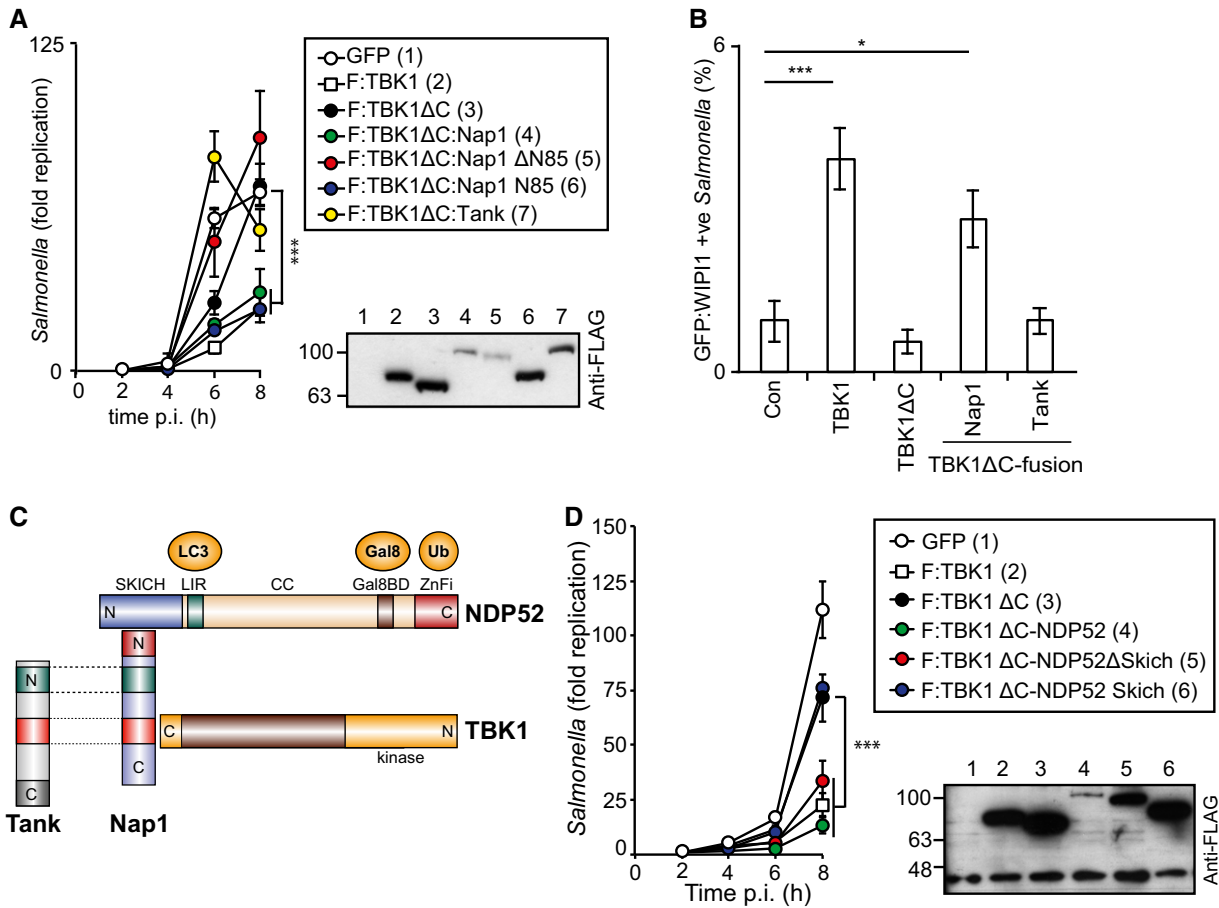 A
125
0
Salmonella (fold replication)
0 2 4 6 8
time p.i. (h)
***
GFP (1)
F:TBK1 (2)
F:TBK1ΔC (3)
F:TBK1ΔC:Nap1 (4)
F:TBK1ΔC:Nap1 ΔN85 (5)
F:TBK1ΔC:Nap1 N85 (6)
F:TBK1ΔC:Tank (7)
1 2 3 4 5 6 7
100
63
Anti-FLAG
B
6
0
GFP:WIPI1 +ve Salmonella (%)
*
***
Con
TBK1
TBK1ΔC
Nap1
Tank
TBK1ΔC-fusion
C
LC3 Gal8 Ub
SKICH LIR CC Gal8BD ZnFi
N C NDP52
N
N
C N TBK1
kinase
C
C
Tank Nap1
D
150
125
100
75
50
25
0
Salmonella (fold replication)
0 2 4 6 8
Time p.i. (h)
***
GFP (1)
F:TBK1 (2)
F:TBK1 ΔC (3)
F:TBK1 ΔC-NDP52 (4)
F:TBK1 ΔC-NDP52ΔSkich (5)
F:TBK1 ΔC-NDP52 Skich (6)
1 2 3 4 5 6
100
63
48
Anti-FLAG